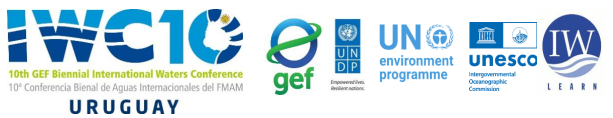 IWC10
10th GEF Biennial International Waters Conference
10ª Conferencia Bienal de Aguas Internacionales del FMAM
URUGUAY
gef
U N
D P
Empowered lives.
Resilient nations.
UN
environment
programme
unesco
Intergovernmental
Oceanographic
Commission
IW
LEARN